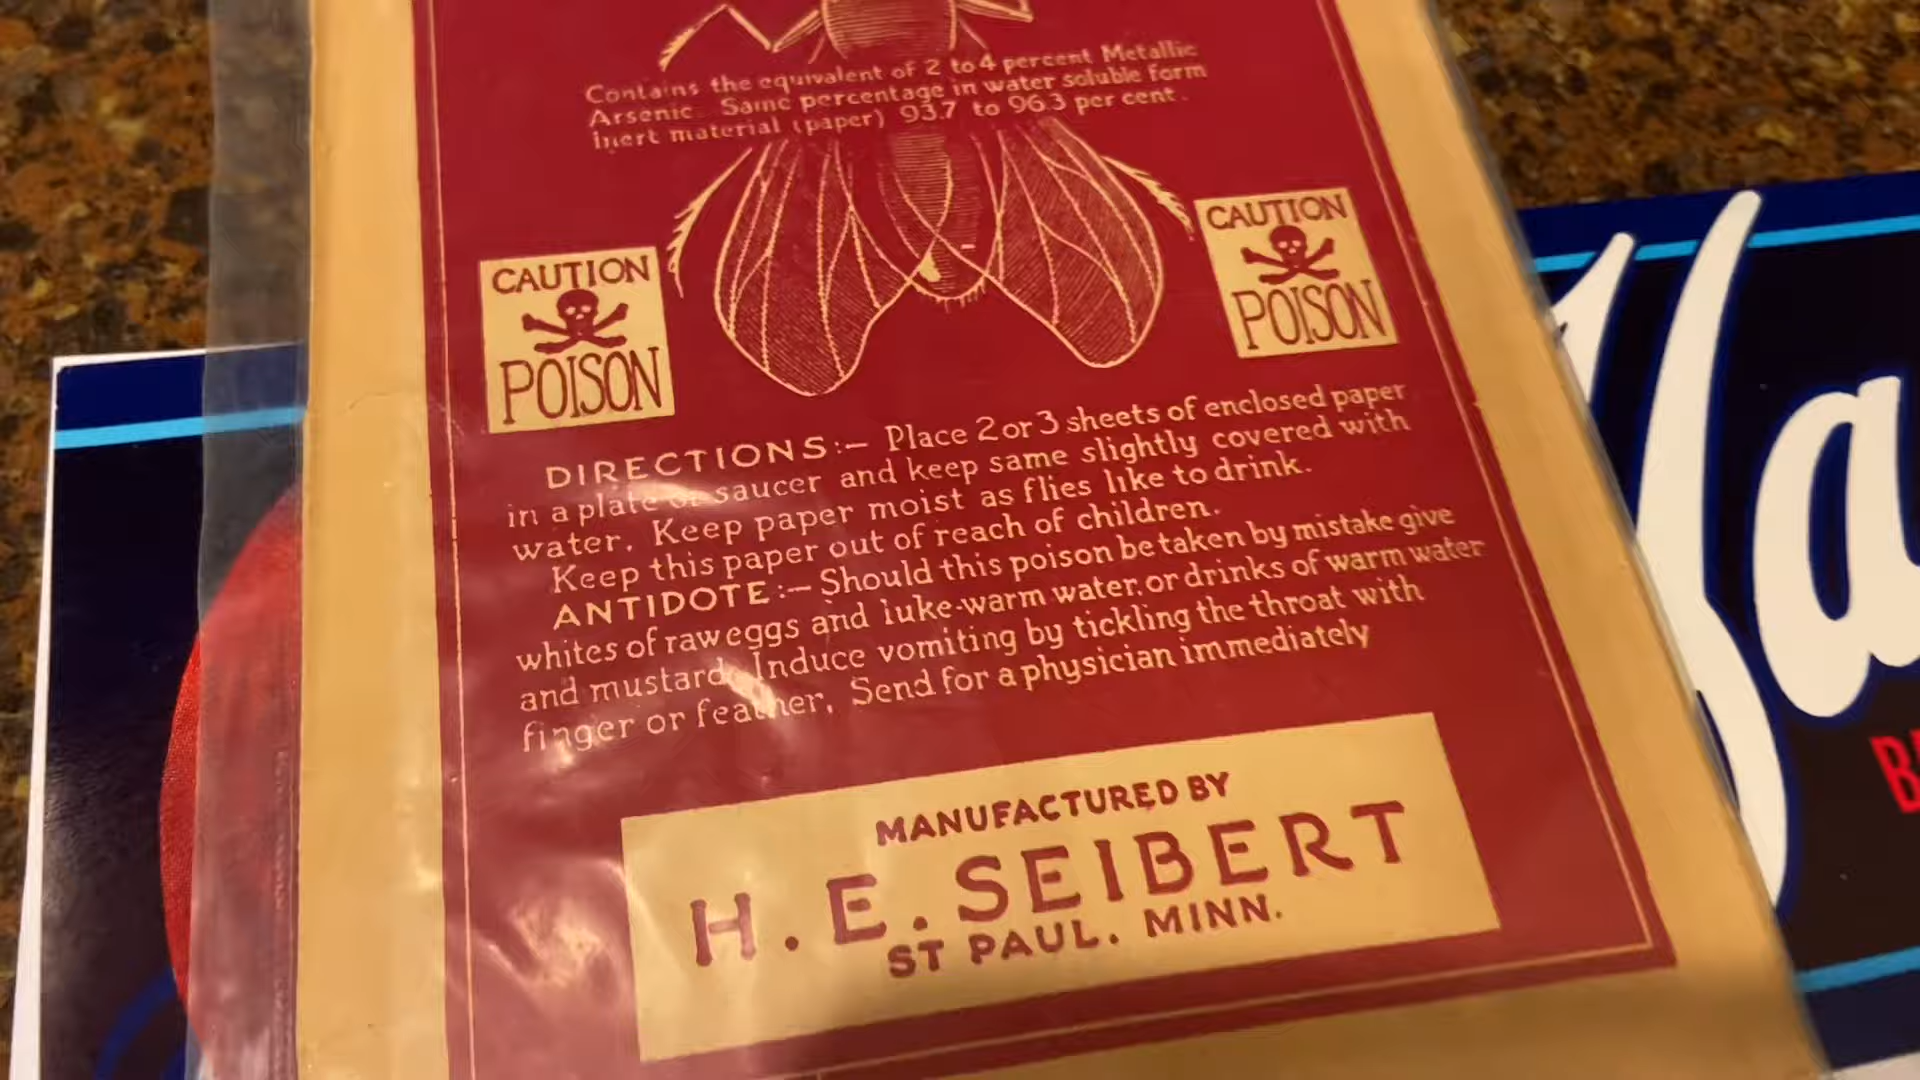 Contains the equivalent of 2 to 4 percent Metallic
Arsenic. Same percentage in water soluble form
Inert material (paper) 93.7 to 96.3 per cent.
CAUTION
POISON
CAUTION
POISON
DIRECTIONS:— Place 2 or 3 sheets of enclosed paper
in a plate or saucer and keep same slightly covered with
water. Keep paper moist as flies like to drink.
Keep this paper out of reach of children.
ANTIDOTE:— Should this poison be taken by mistake give
whites of raw eggs and luke-warm water, or drinks of warm water
and mustard. Induce vomiting by tickling the throat with
finger or feather. Send for a physician immediately
MANUFACTURED BY
H. E. SEIBERT
ST PAUL. MINN.